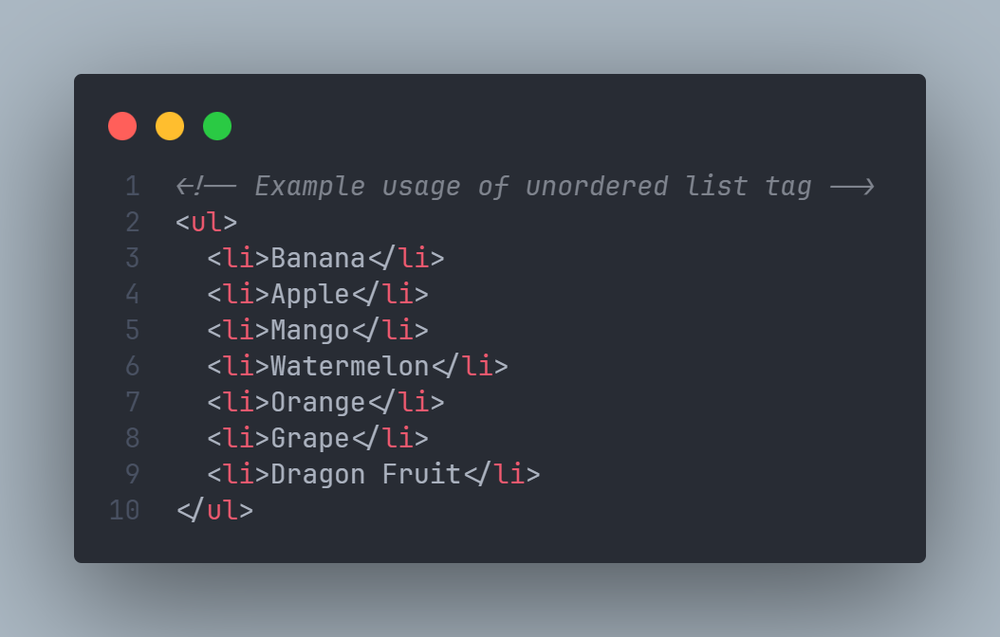 1 <!-- Example usage of unordered list tag -->
2 <ul>
3   <li>Banana</li>
4   <li>Apple</li>
5   <li>Mango</li>
6   <li>Watermelon</li>
7   <li>Orange</li>
8   <li>Grape</li>
9   <li>Dragon Fruit</li>
10 </ul>